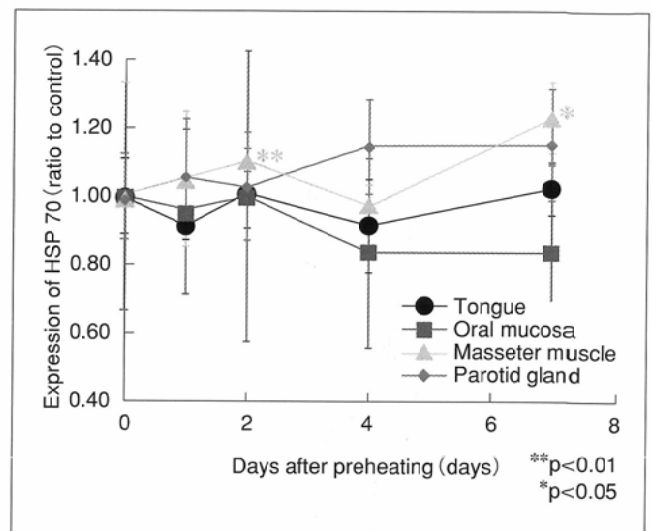 Expression of HSP 70 (ratio to control)
1.40
1.20
1.00
0.80
0.60
0.40
**
*
Tongue
Oral mucosa
Masseter muscle
Parotid gland
0
2
4
6
8
Days after preheating (days)
**p<0.01
*p<0.05